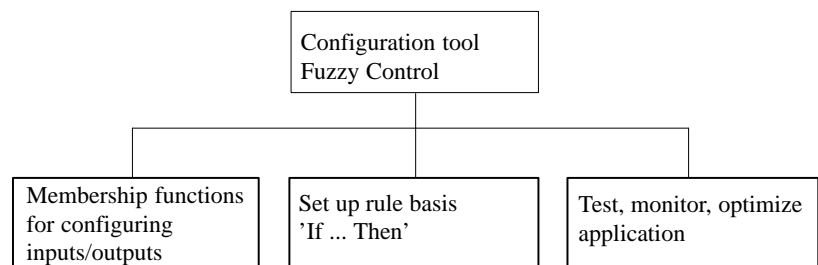 Configuration tool
Fuzzy Control
Membership functions
for configuring
inputs/outputs
Set up rule basis
’If ... Then’
Test, monitor, optimize
application